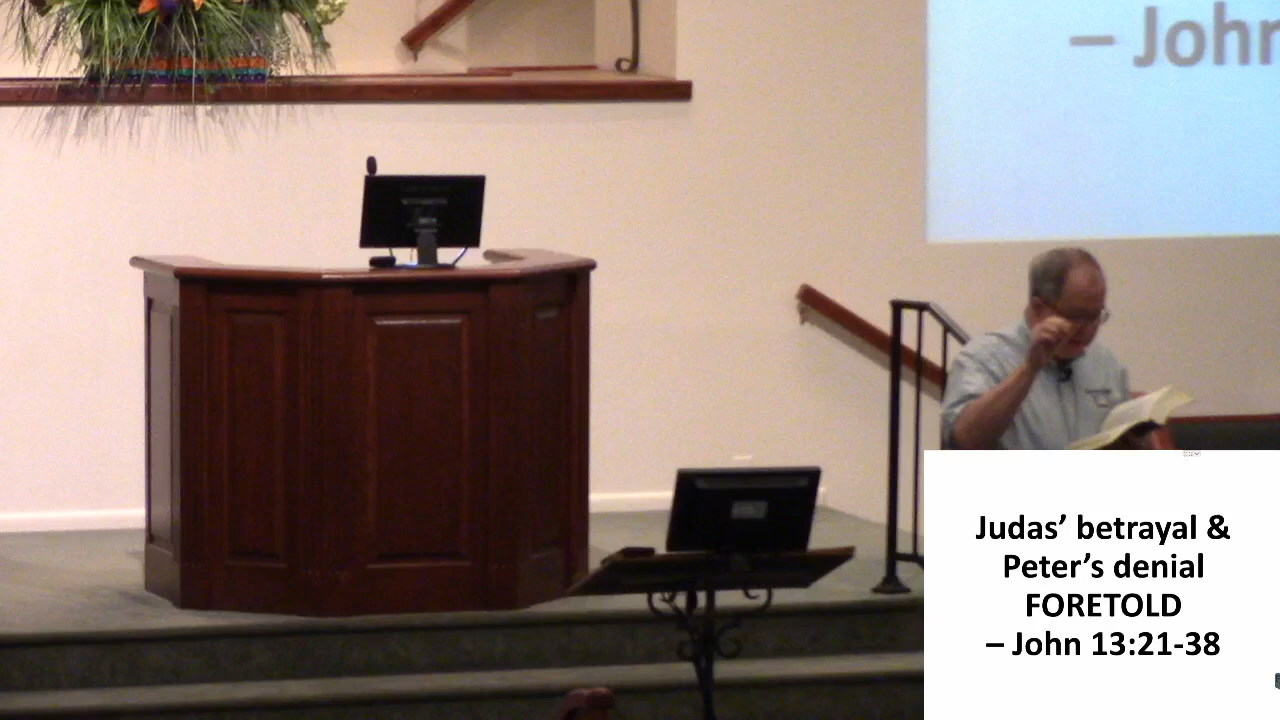 – John
Judas’ betrayal &
Peter’s denial
FORETOLD
– John 13:21-38